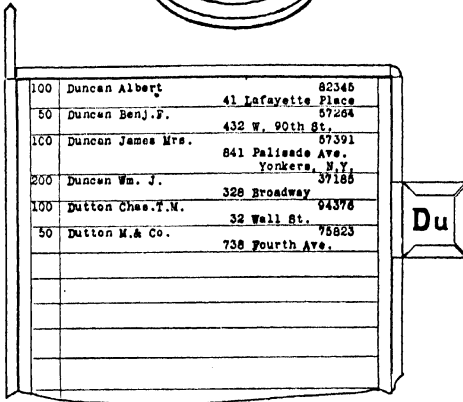 100 Duncan Albert 82345
41 Lafayette Place
50 Duncan Benj.F. 57264
432 W. 90th St.
100 Duncan James Mrs. 57391
841 Palisade Ave.
Yonkers, N.Y.
200 Duncan Wm. J. 37185
328 Broadway
100 Dutton Chas.T.M. 94376
32 Wall St.
50 Dutton M.& Co. 75823
738 Fourth Ave.
Du